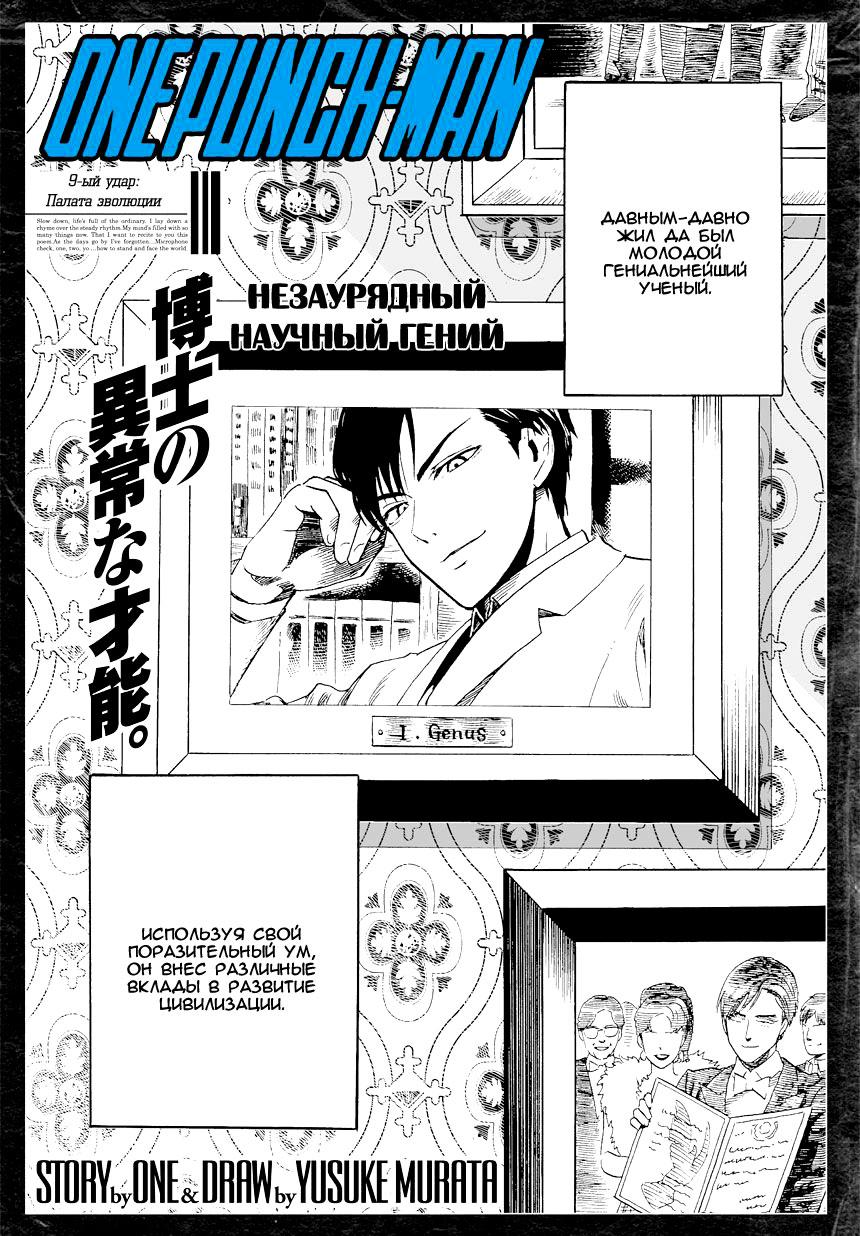 ONE PUNCH-MAN
9-ый удар:
Палата эволюции
Slow down, life's full of the ordinary. I lay down a
rhyme over the steady rhythm.My mind's filled with so
many things now. That I want to recite to you this
poem.As the days go by I've forgotten...Microphone
check, one, two, yo ...how to stand and face the world.
ДАВНЫМ-ДАВНО
ЖИЛ ДА БЫЛ
МОЛОДОЙ
ГЕНИАЛЬНЕЙШИЙ
УЧЕНЫЙ.
НЕЗАУРЯДНЫЙ
НАУЧНЫЙ ГЕНИЙ
博士の
異常な才能。
I. Genus
ИСПОЛЬЗУЯ СВОЙ
ПОРАЗИТЕЛЬНЫЙ УМ,
ОН ВНЕС РАЗЛИЧНЫЕ
ВКЛАДЫ В РАЗВИТИЕ
ЦИВИЛИЗАЦИИ.
STORY by ONE & DRAW by YUSUKE MURATA